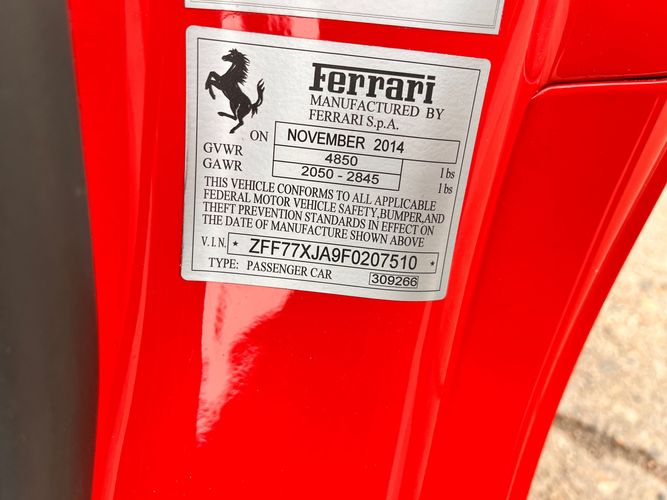 Ferrari
MANUFACTURED BY
FERRARI S.p.A.
ON NOVEMBER 2014
GVWR 4850 lbs
GAWR 2050 - 2845 lbs
THIS VEHICLE CONFORMS TO ALL APPLICABLE
FEDERAL MOTOR VEHICLE SAFETY,BUMPER,AND
THEFT PREVENTION STANDARDS IN EFFECT ON
THE DATE OF MANUFACTURE SHOWN ABOVE
V.I.N. * ZFF77XJA9F0207510 *
TYPE: PASSENGER CAR 309266